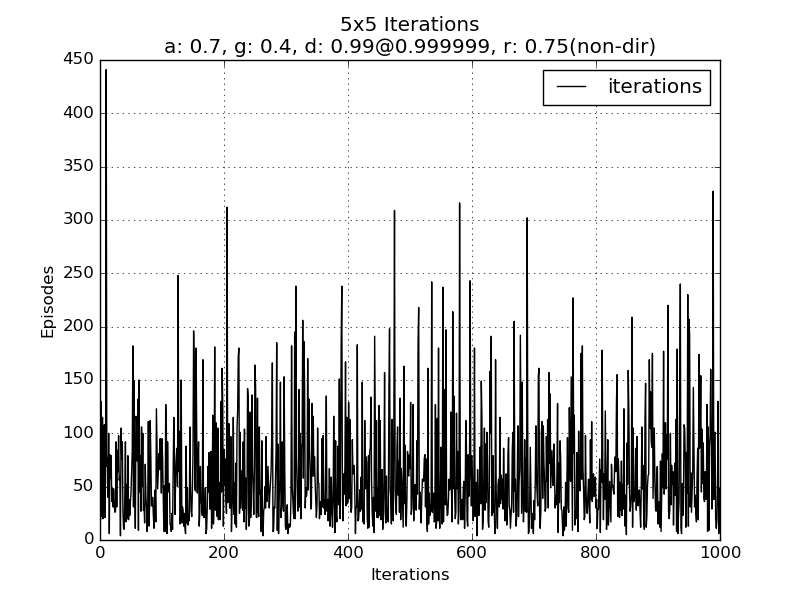 5x5 Iterations
a: 0.7, g: 0.4, d: 0.99@0.999999, r: 0.75(non-dir)
450
400
350
300
250
200
150
100
50
0
iterations
Episodes
0 200 400 600 800 1000
Iterations